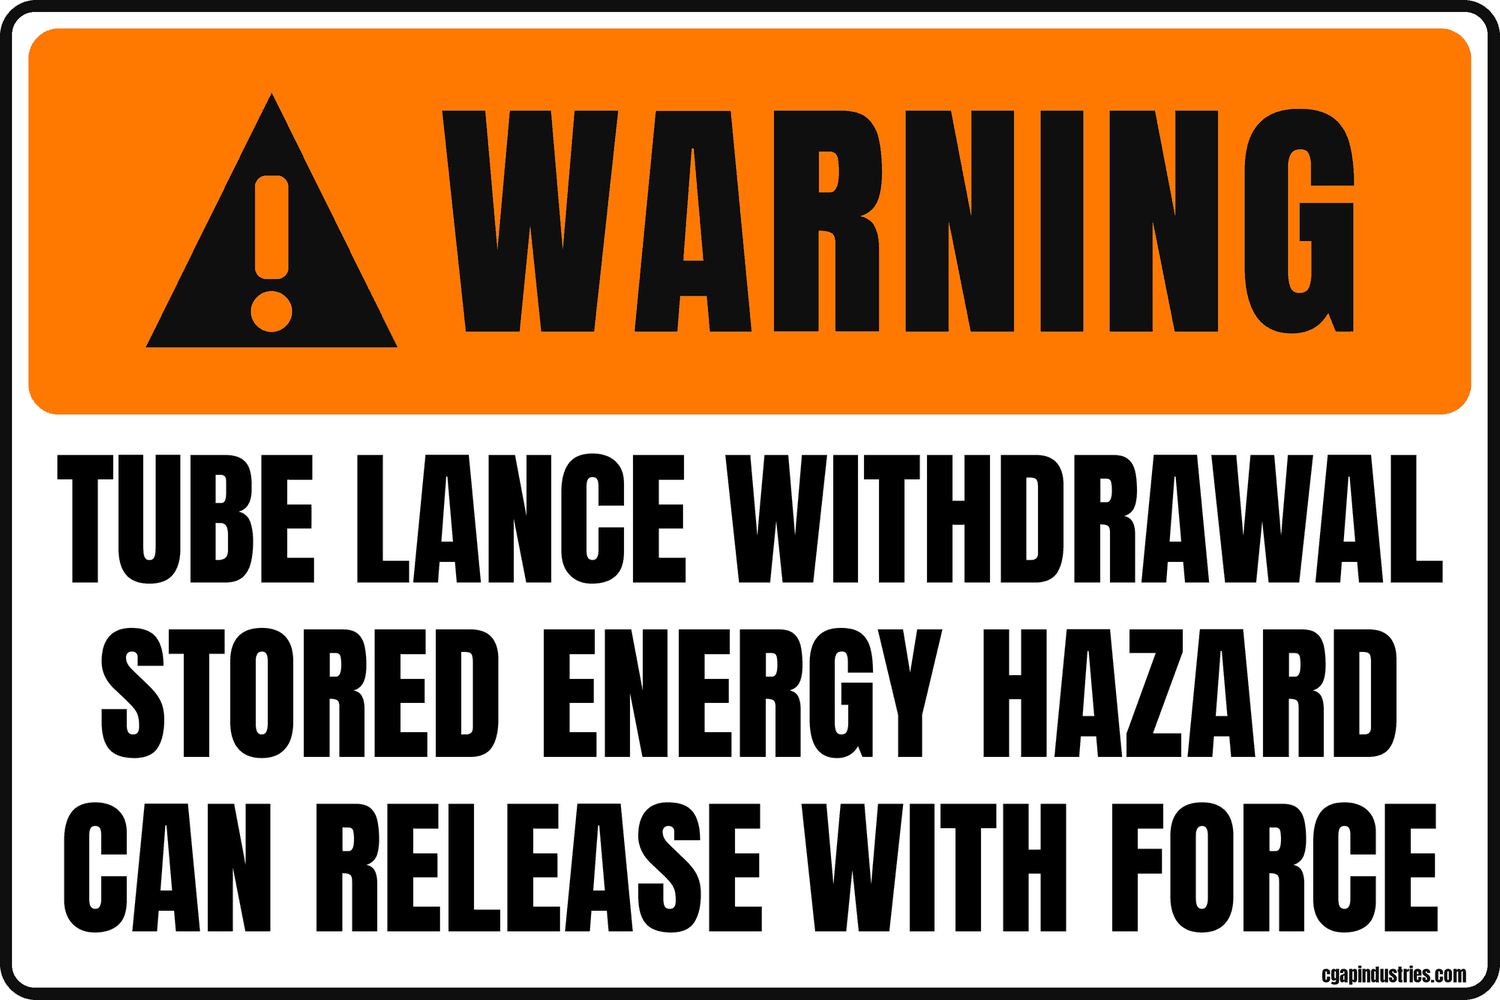 WARNING
TUBE LANCE WITHDRAWAL
STORED ENERGY HAZARD
CAN RELEASE WITH FORCE
cgapindustries.com